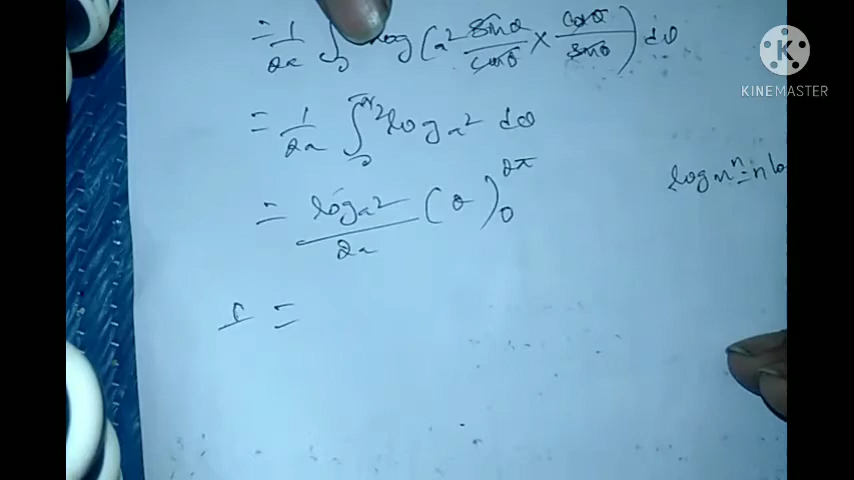 = 1/2a ∫0 log (a² sinθ/cosθ × cosθ/sinθ) dθ
= 1/2a ∫0^π/2 log a² dθ
= log a²/2a (θ)0^2π
log m^n = n lo
I =
K
KINEMASTER